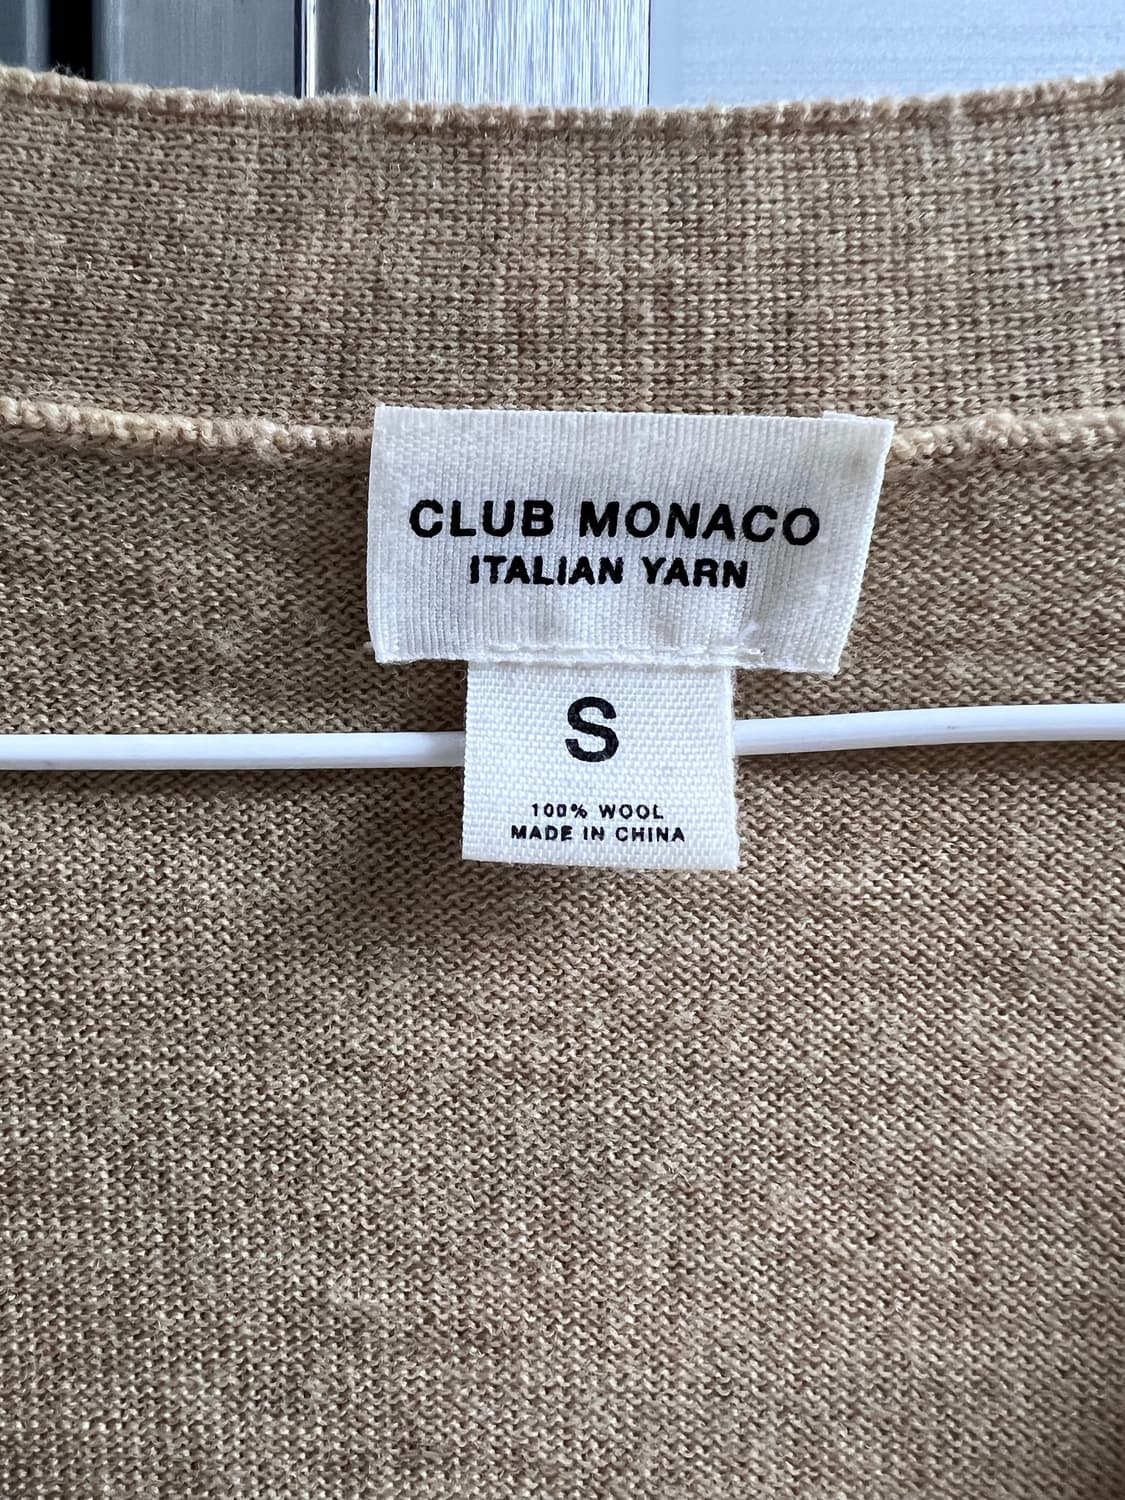 CLUB MONACO
ITALIAN YARN
S
100% WOOL
MADE IN CHINA